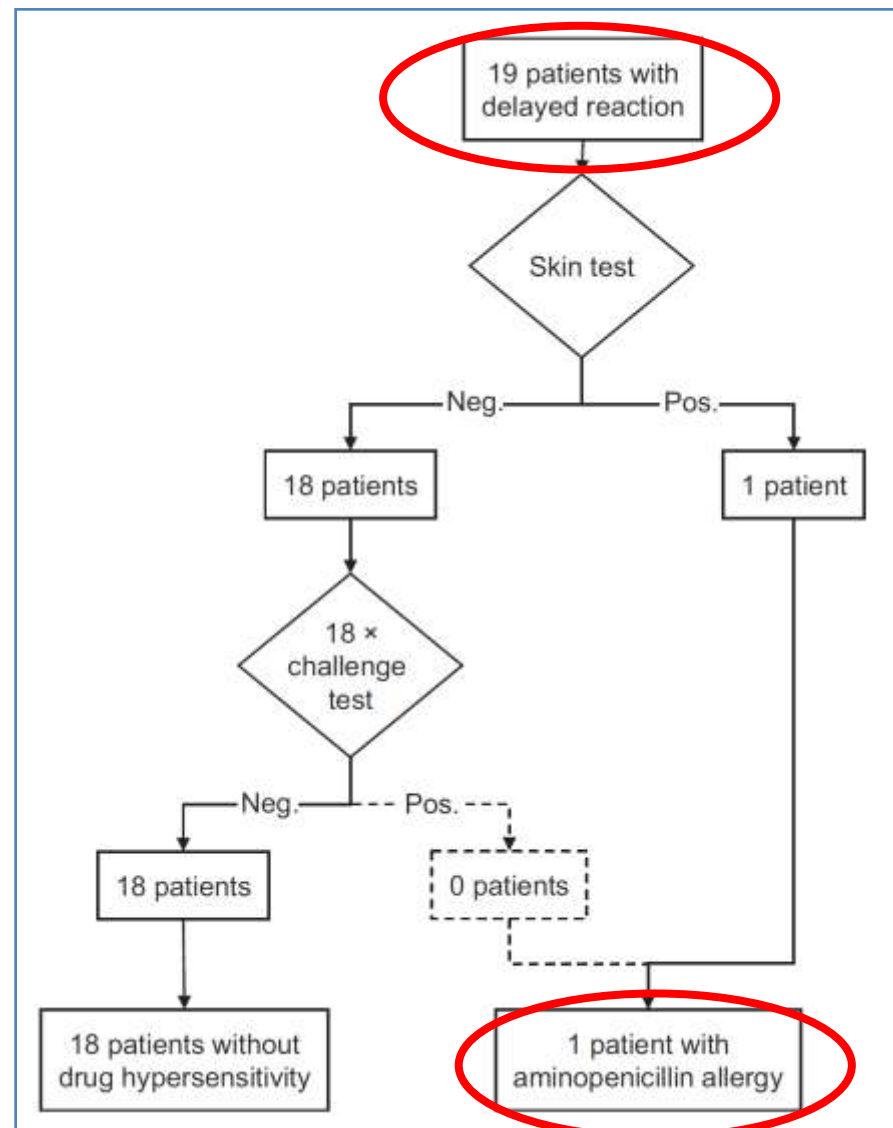 19 patients with
delayed reaction
Skin test
Neg.
Pos.
18 patients
1 patient
18 ×
challenge
test
Neg.
Pos.
18 patients
0 patients
18 patients without
drug hypersensitivity
1 patient with
aminopenicillin allergy